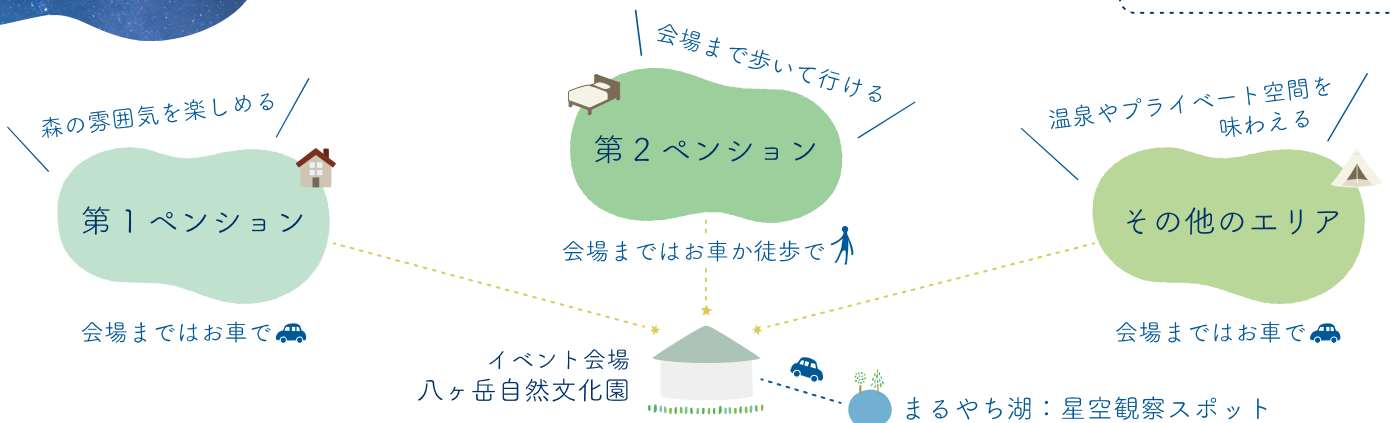 会場まで歩いて行ける
森の雰囲気を楽しめる
温泉やプライベート空間を
味わえる
第1ペンション
第2ペンション
その他のエリア
会場まではお車か徒歩で
会場まではお車で
会場まではお車で
イベント会場
八ヶ岳自然文化園
まるやち湖：星空観察スポット